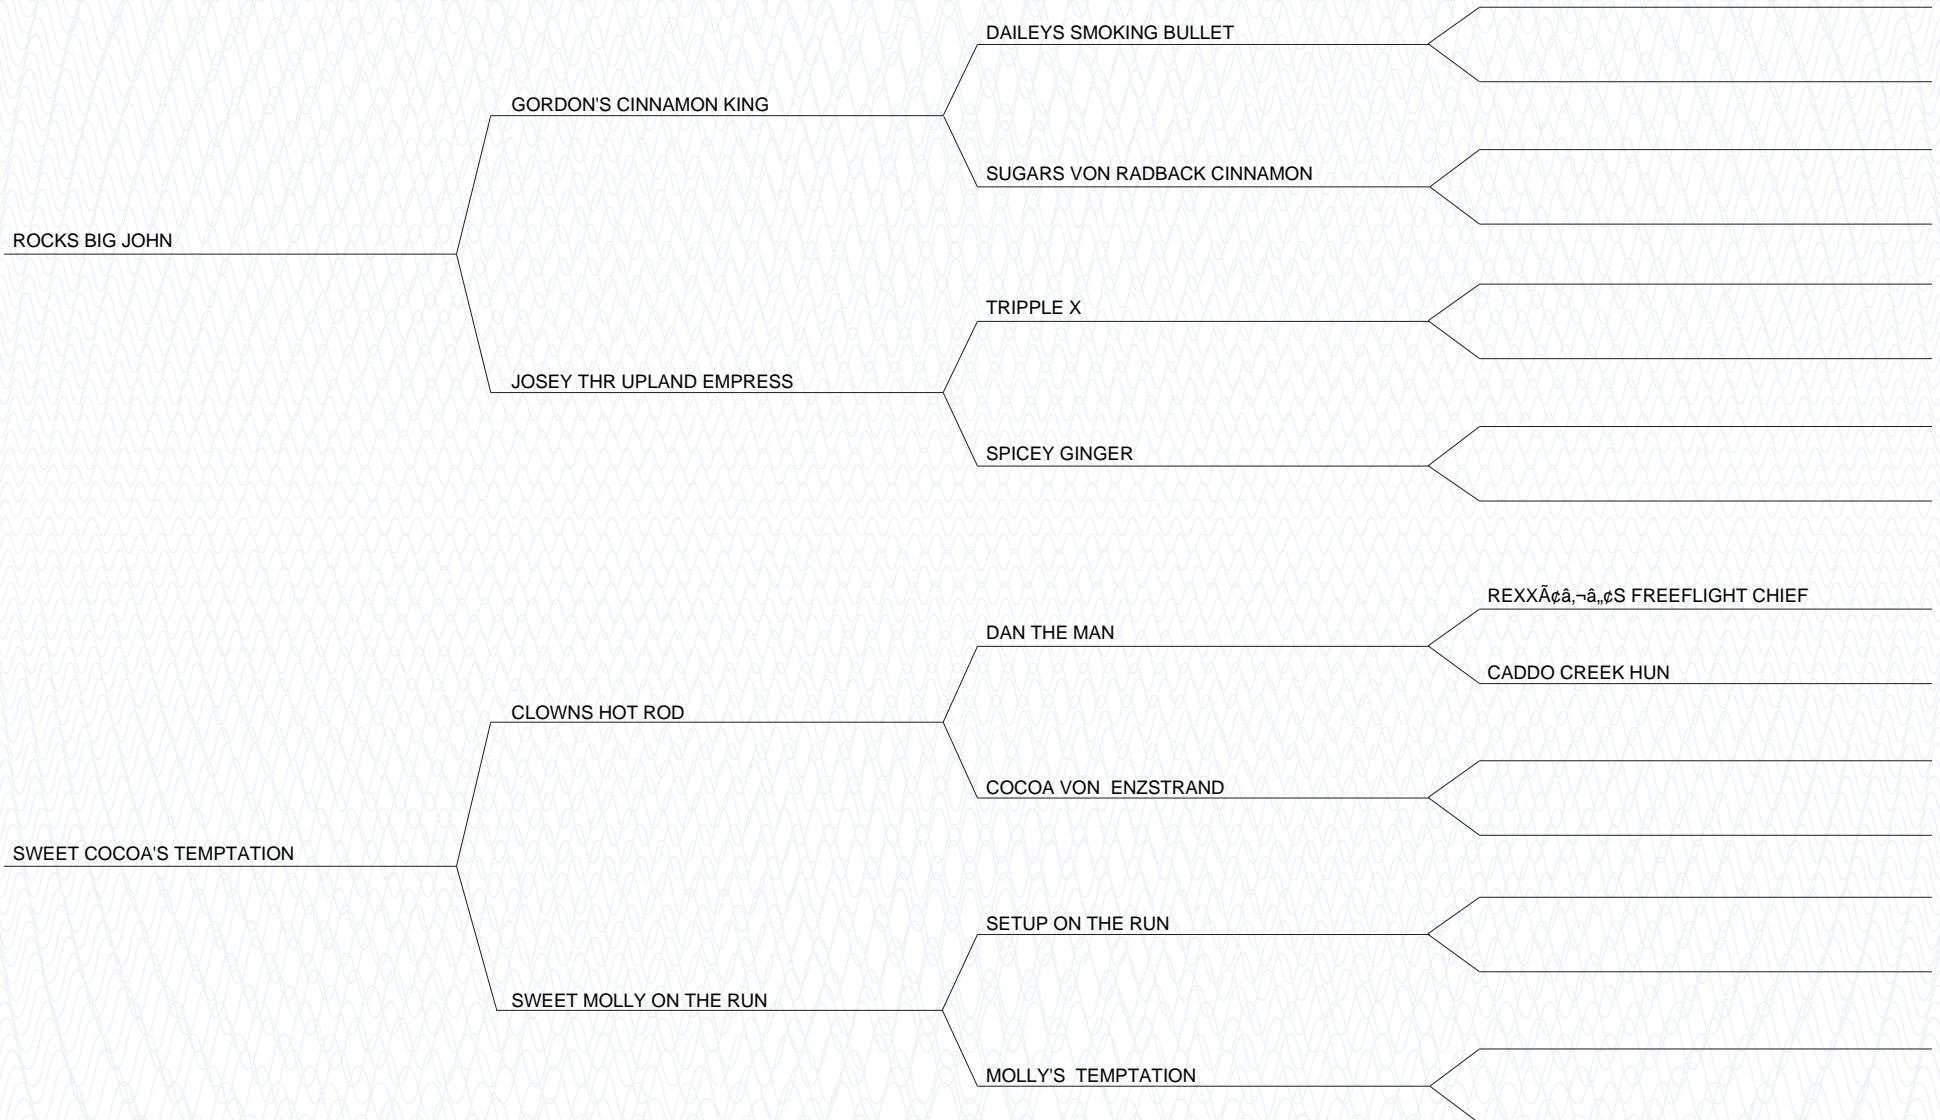 DAILEYS SMOKING BULLET
GORDON'S CINNAMON KING
SUGARS VON RADBACK CINNAMON
ROCKS BIG JOHN
TRIPPLE X
JOSEY THR UPLAND EMPRESS
SPICEY GINGER
REXXÃ¢â‚¬â„¢S FREEFLIGHT CHIEF
DAN THE MAN
CADDO CREEK HUN
CLOWNS HOT ROD
COCOA VON  ENZSTRAND
SWEET COCOA'S TEMPTATION
SETUP ON THE RUN
SWEET MOLLY ON THE RUN
MOLLY'S  TEMPTATION